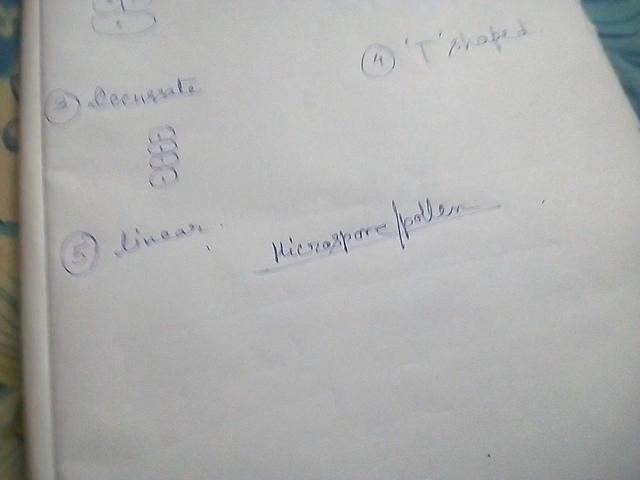 ④ 'T' shaped
③ Decussate
⑤ linear
Microspore/pollen